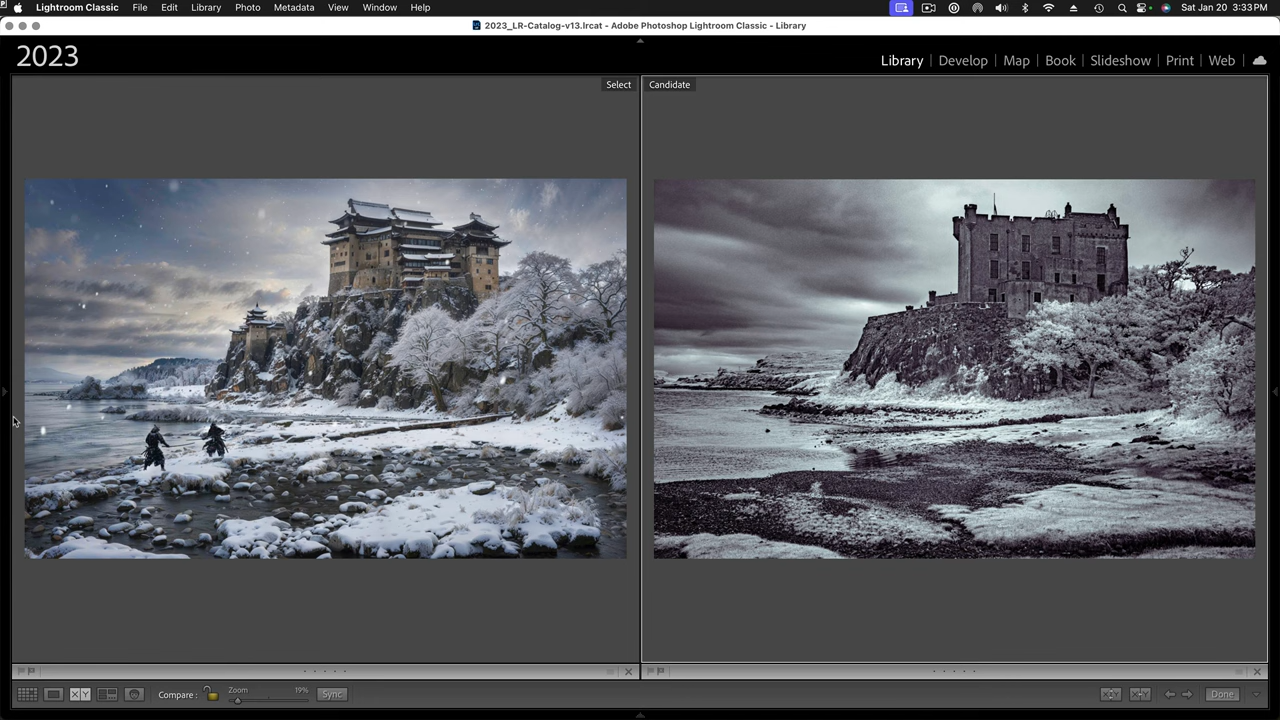 Lightroom Classic File Edit Library Photo Metadata View Window Help Sat Jan 20 3:33 PM
2023_LR-Catalog-v13.lrcat - Adobe Photoshop Lightroom Classic - Library
2023
Library | Develop | Map | Book | Slideshow | Print | Web
Select
Candidate
Compare : Zoom 19% Sync
Done